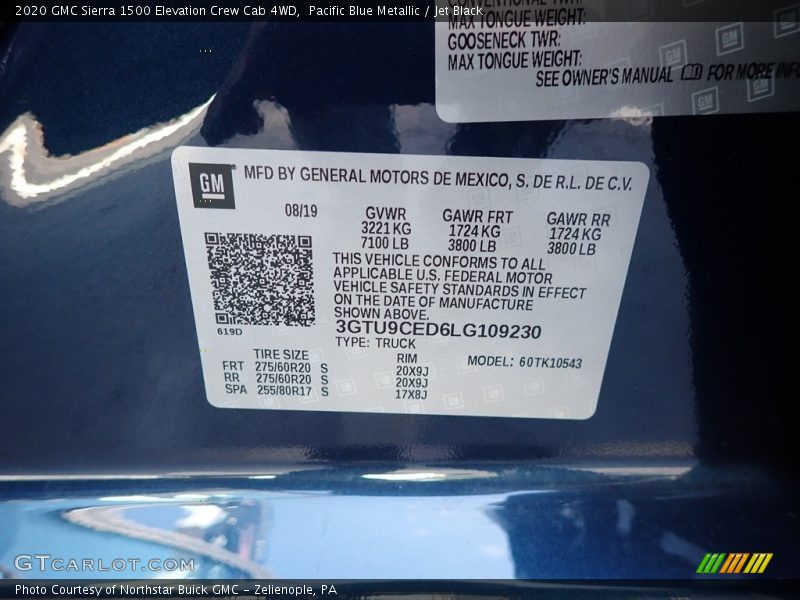 2020 GMC Sierra 1500 Elevation Crew Cab 4WD,  Pacific Blue Metallic / Jet Black
CONVENTIONAL TWR:
MAX TONGUE WEIGHT:
GOOSENECK TWR:
MAX TONGUE WEIGHT:
SEE OWNER'S MANUAL FOR MORE INFO
GM
MFD BY GENERAL MOTORS DE MEXICO, S. DE R.L. DE C.V.
08/19 GVWR GAWR FRT GAWR RR
3221 KG 1724 KG 1724 KG
7100 LB 3800 LB 3800 LB
THIS VEHICLE CONFORMS TO ALL
APPLICABLE U.S. FEDERAL MOTOR
VEHICLE SAFETY STANDARDS IN EFFECT
ON THE DATE OF MANUFACTURE
SHOWN ABOVE.
619D
3GTU9CED6LG109230
TYPE: TRUCK
TIRE SIZE RIM MODEL: 60TK10543
FRT 275/60R20 S 20X9J
RR 275/60R20 S 20X9J
SPA 255/80R17 S 17X8J
GTCarlot.com
Photo Courtesy of Northstar Buick GMC - Zelienople, PA